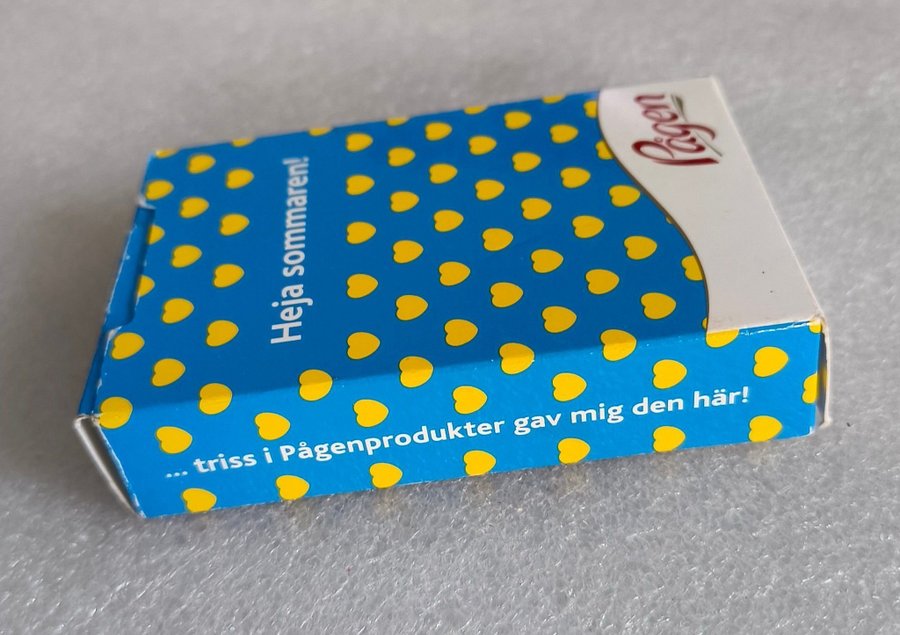 Pågen
Heja sommaren!
... triss i Pågenprodukter gav mig den här!